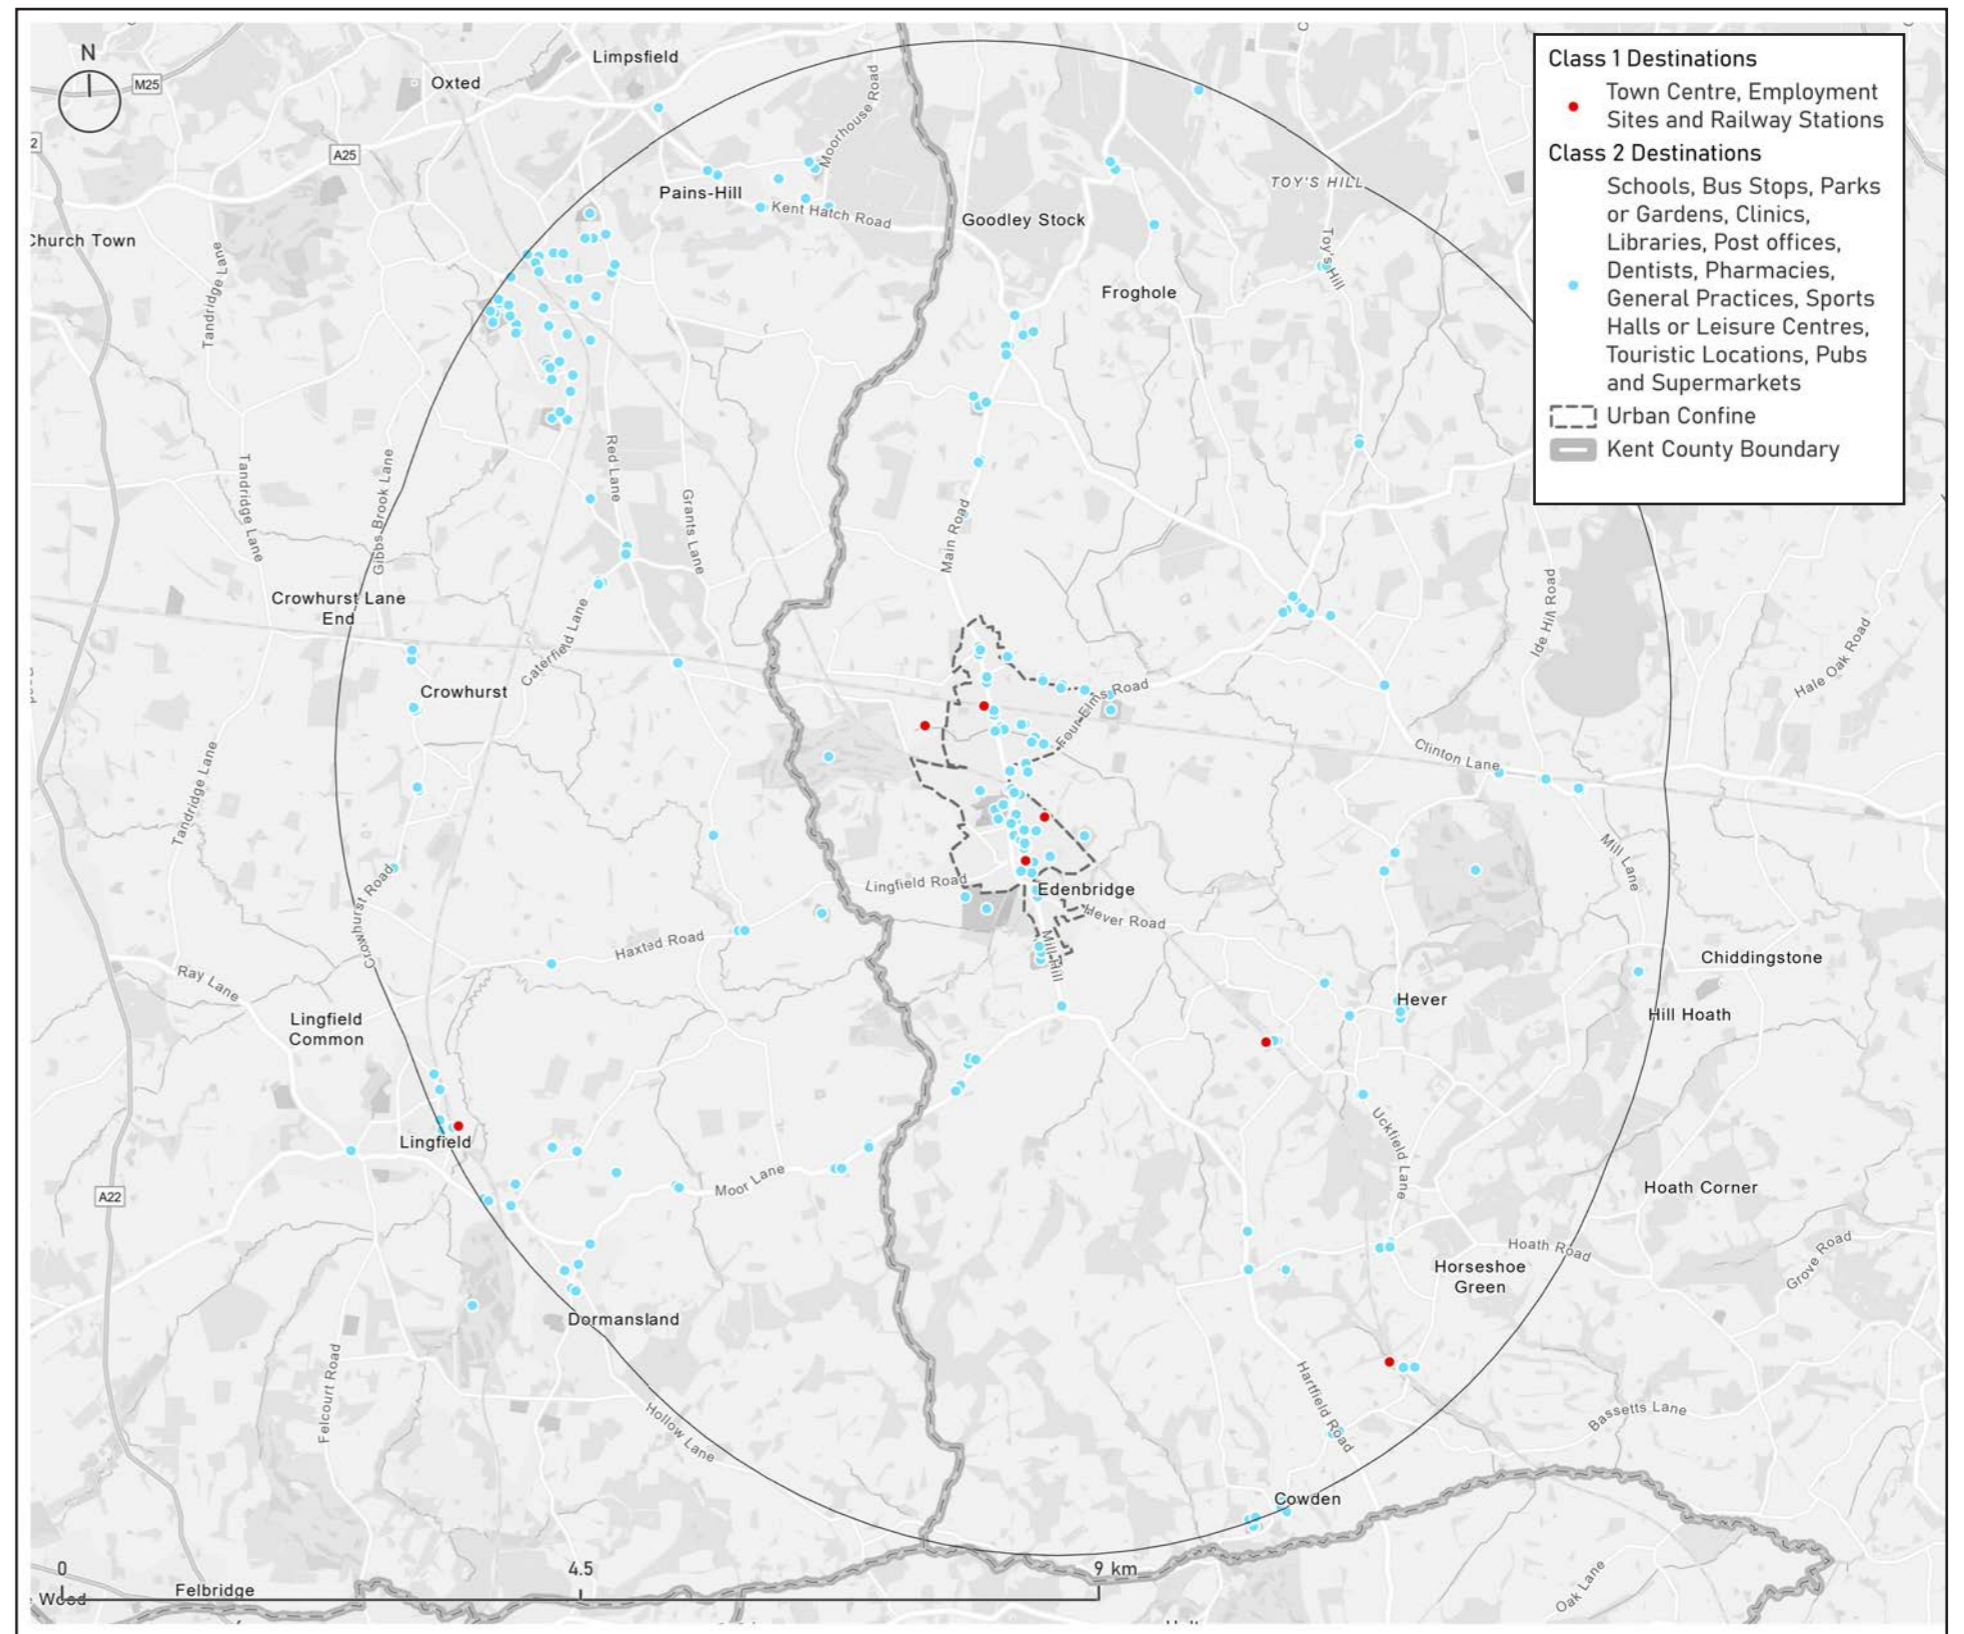 N
M25
Oxted
Limpsfield
Moorhouse Road
A25
Pains-Hill
Kent Hatch Road
Goodley Stock
TOY'S HILL
Toy's Hill
Church Town
Tandridge Lane
Froghole
Class 1 Destinations
Town Centre, Employment
Sites and Railway Stations
Class 2 Destinations
Schools, Bus Stops, Parks
or Gardens, Clinics,
Libraries, Post offices,
Dentists, Pharmacies,
General Practices, Sports
Halls or Leisure Centres,
Touristic Locations, Pubs
and Supermarkets
Urban Confine
Kent County Boundary
Tandridge Lane
Gibbs Brook Lane
Red Lane
Grants Lane
Main Road
Crowhurst Lane
End
Caterfield Lane
Ide Hill Road
Hale Oak Road
Crowhurst
Four Elms Road
Tandridge Lane
Clinton Lane
Mill Lane
Crowhurst Road
Lingfield Road
Edenbridge
Hever Road
Haxted Road
Mill Hill
Ray Lane
Chiddingstone
Hever
Hill Hoath
Lingfield
Common
Lingfield
Uckfield Lane
Moor Lane
A22
Hoath Corner
Hoath Road
Grove Road
Horseshoe
Green
Dormansland
Felcourt Road
Hollow Lane
Hartfield Road
Bassetts Lane
Cowden
0
4.5
9 km
Felbridge
Wood
Oak Lane